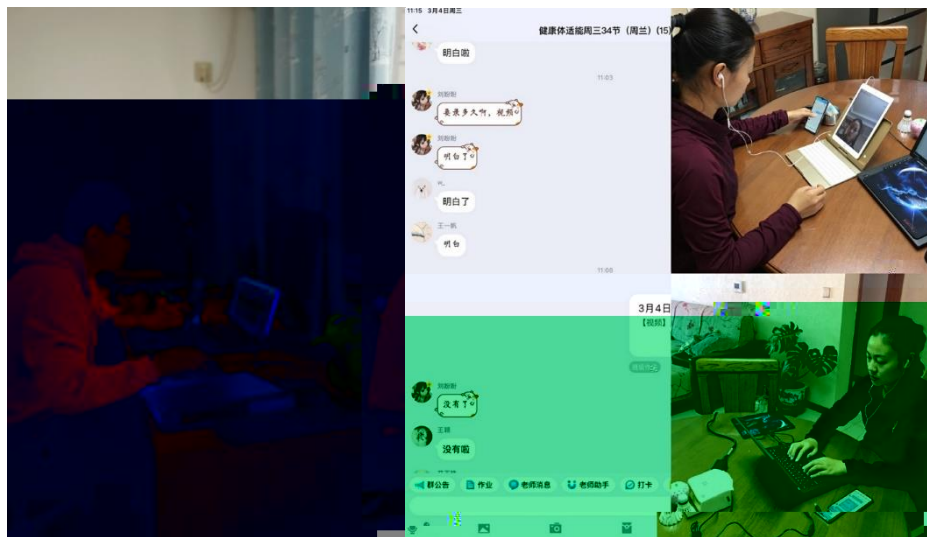 11:15 3月4日周三
健康体适能周三34节（周兰）(15)
明白啦
11:03
刘盼盼
要录多久啊，视频
刘盼盼
明白了
明白了
王一帆
明白
11:08
3月4日
【视频】
刘盼盼
没有了
王颖
没有啦
群公告 作业 老师消息 老师助手 打卡